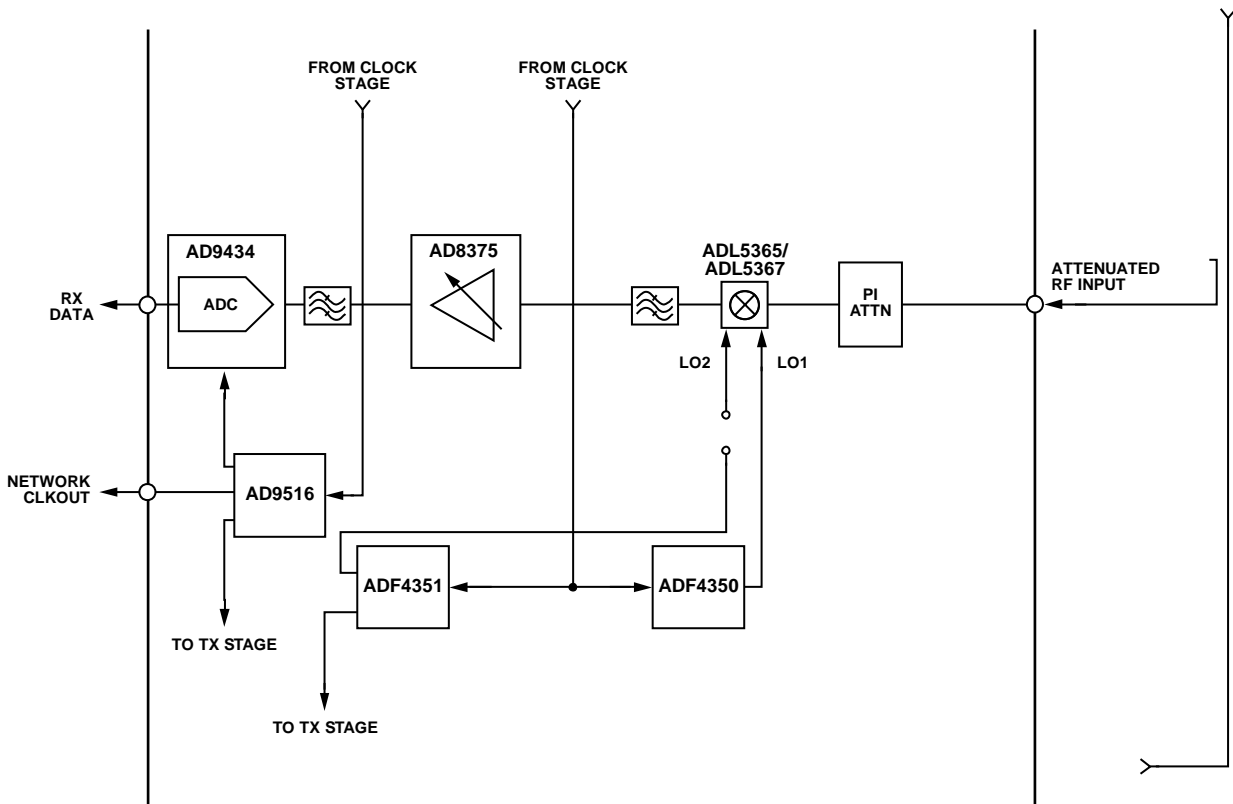 FROM CLOCK
STAGE
FROM CLOCK
STAGE
AD9434
ADC
AD8375
ADL5365/
ADL5367
PI
ATTN
ATTENUATED
RF INPUT
RX
DATA
LO2
LO1
NETWORK
CLKOUT
AD9516
ADF4351
ADF4350
TO TX STAGE
TO TX STAGE